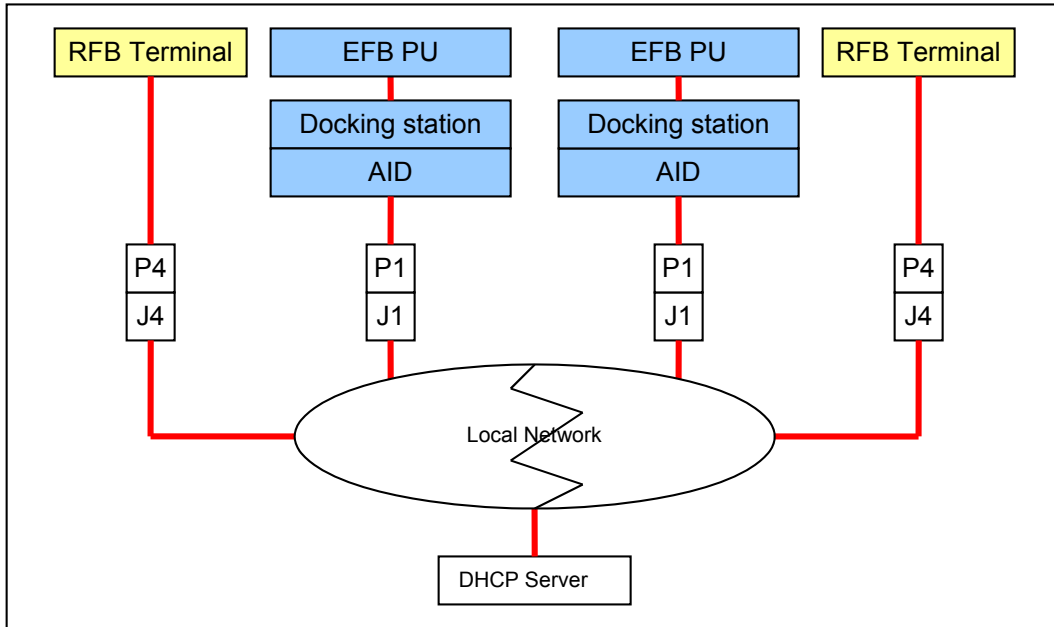 RFB Terminal
EFB PU
EFB PU
RFB Terminal
Docking station
Docking station
AID
AID
P4
P1
P1
P4
J4
J1
J1
J4
Local Network
DHCP Server